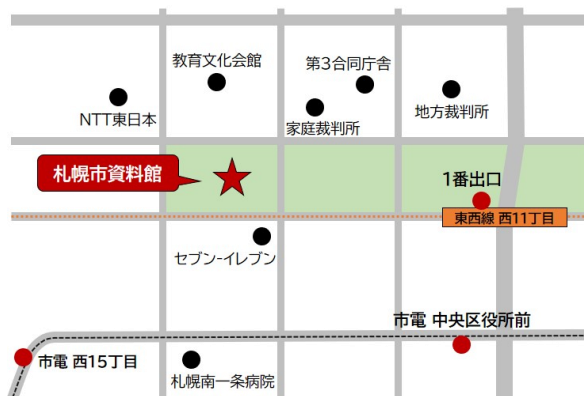 教育文化会館
第3合同庁舎
NTT東日本
家庭裁判所
地方裁判所
札幌市資料館
1番出口
東西線 西11丁目
セブン-イレブン
市電 中央区役所前
市電 西15丁目
札幌南一条病院